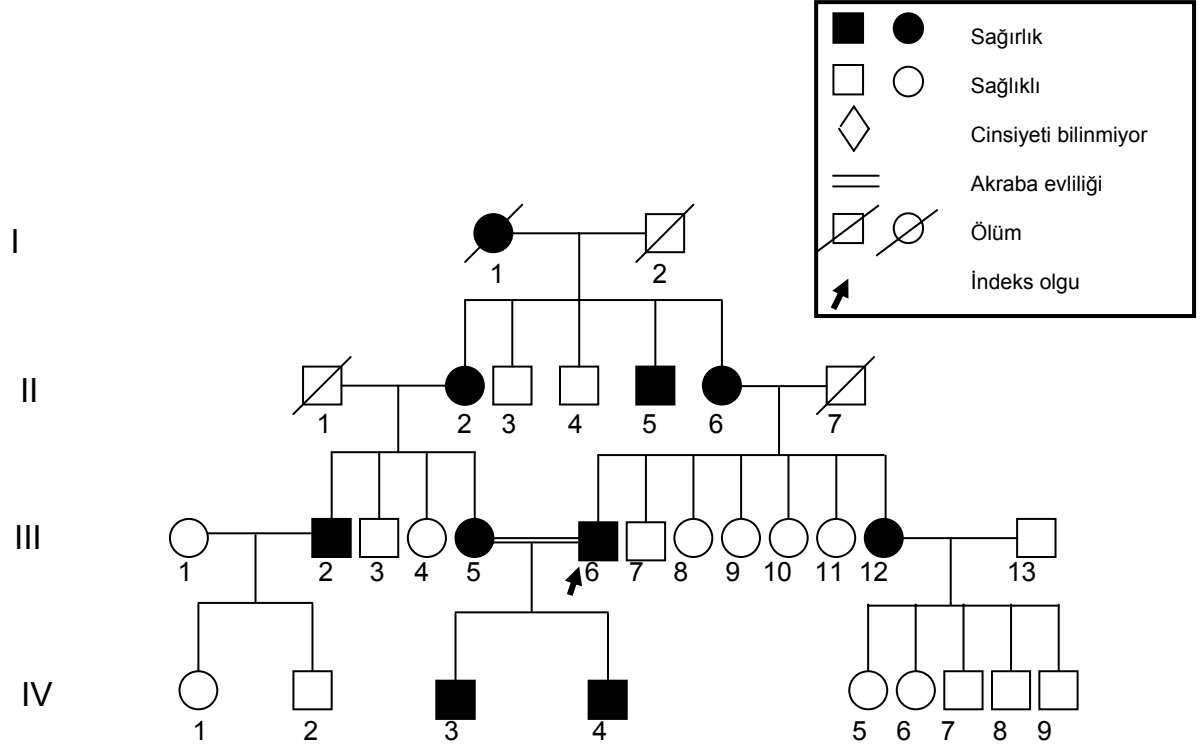 Sağırlık
Sağlıklı
Cinsiyeti bilinmiyor
Akraba evliliği
Ölüm
İndeks olgu
I
1 2
II
1 2 3 4 5 6 7
III
1 2 3 4 5 6 7 8 9 10 11 12 13
IV
1 2 3 4 5 6 7 8 9